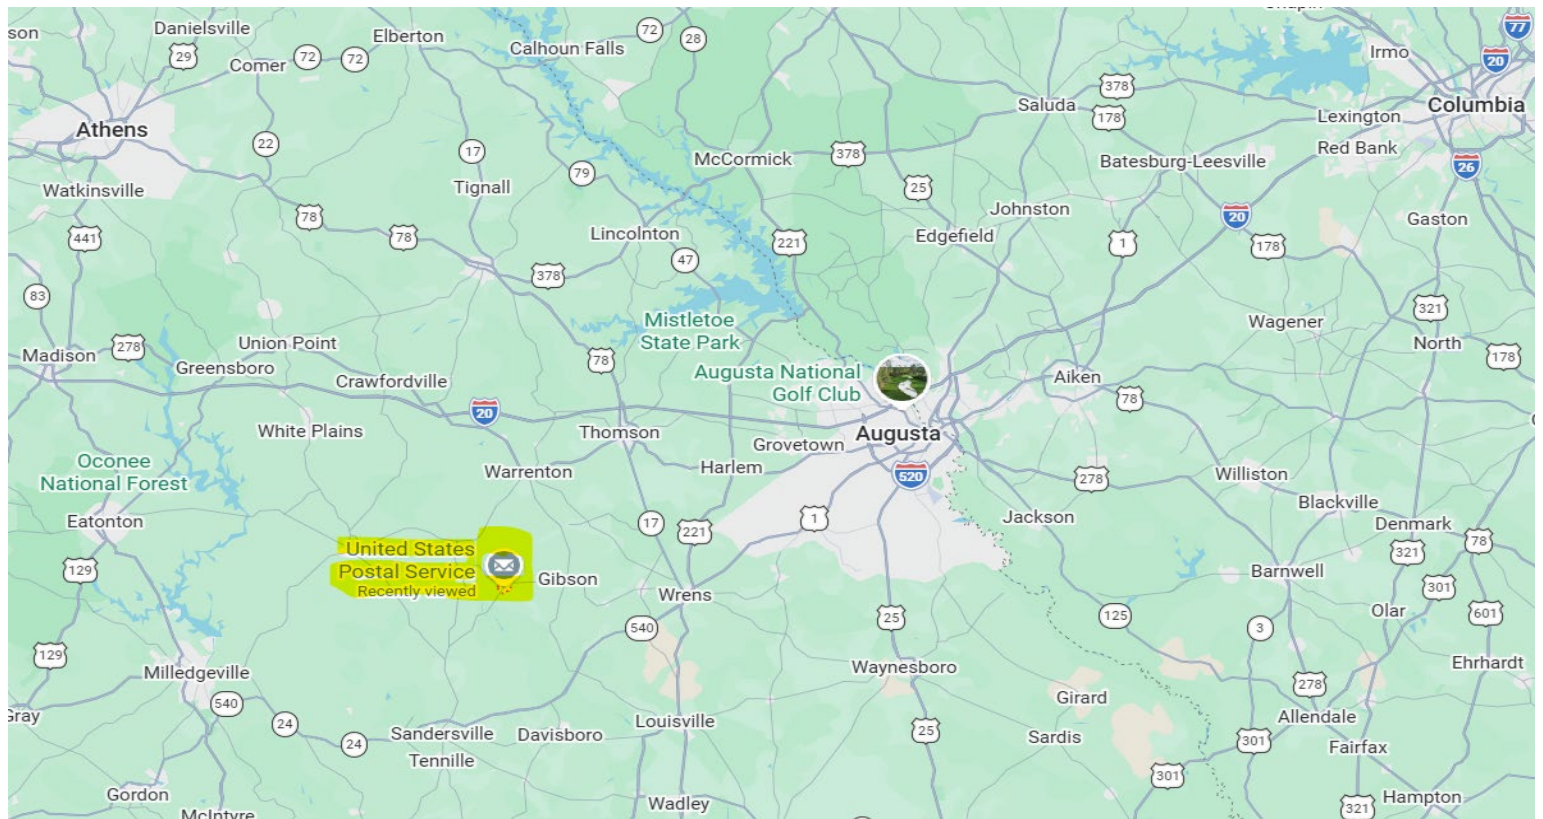 77
Danielsville
Elberton
72
28
Calhoun Falls
29
Comer
72
72
Irmo
20
378
Saluda
178
Columbia
Lexington
Athens
22
17
McCormick
378
Red Bank
Batesburg-Leesville
26
79
Watkinsville
Tignall
25
Johnston
20
Gaston
78
78
441
Lincolnton
221
Edgefield
1
178
47
378
83
321
Mistletoe
State Park
Wagener
278
Union Point
Madison
North
178
Greensboro
78
Augusta National
Golf Club
Crawfordville
Aiken
78
20
White Plains
Thomson
Augusta
Grovetown
Oconee
National Forest
Warrenton
Harlem
520
278
Williston
Blackville
Eatonton
17
221
1
Jackson
Denmark
78
321
United States
Postal Service
Recently viewed
Gibson
129
Barnwell
301
Wrens
25
125
3
Olar
601
540
129
Milledgeville
Waynesboro
Ehrhardt
278
540
Girard
24
24
Louisville
25
Allendale
Sandersville
Davisboro
Sardis
301
Fairfax
Tennille
301
Gordon
Wadley
Hampton
321
McIntyre